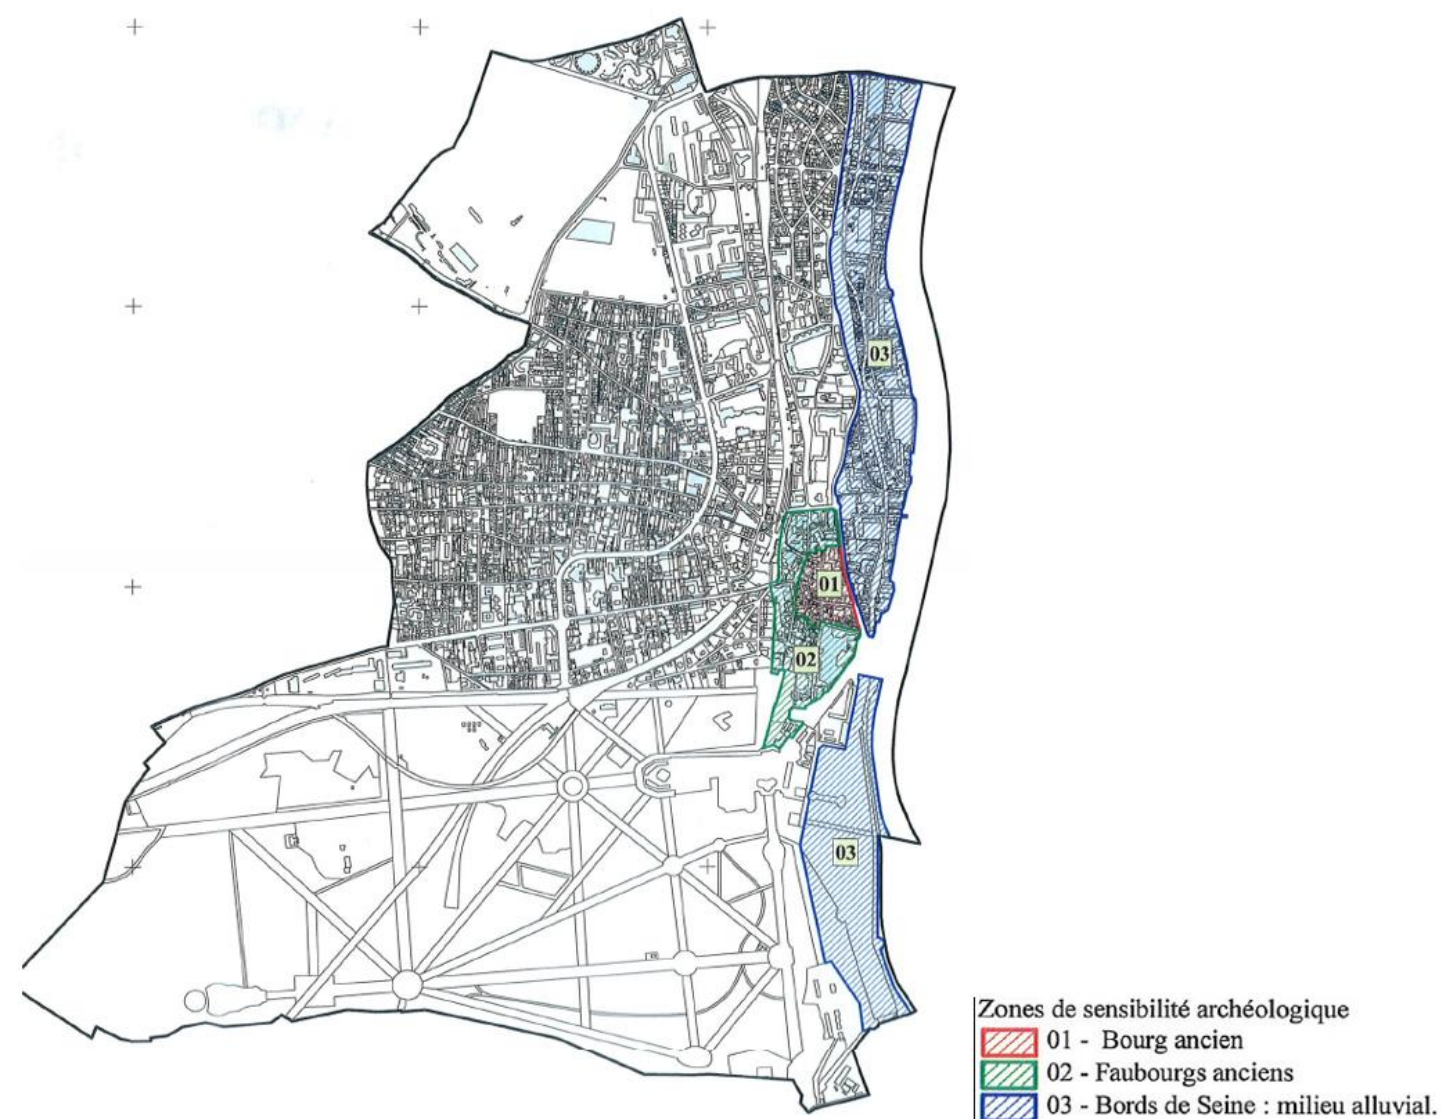 03
01
02
03
Zones de sensibilité archéologique
01 - Bourg ancien
02 - Faubourgs anciens
03 - Bords de Seine : milieu alluvial.